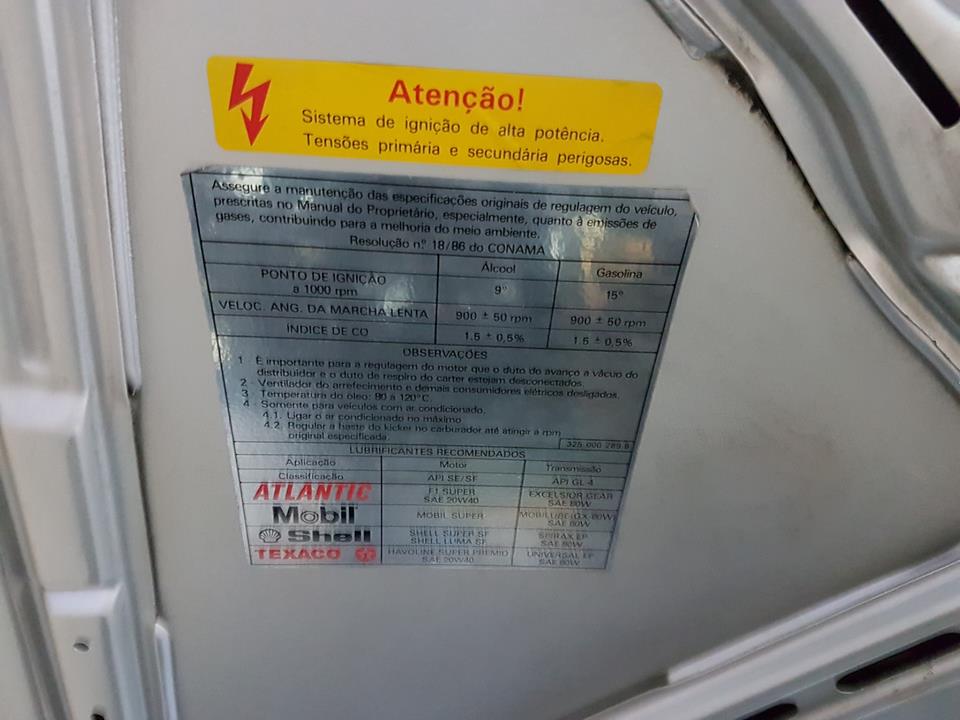 Atenção!
Sistema de ignição de alta potência.
Tensões primária e secundária perigosas.
Assegure a manutenção das especificações originais de regulagem do veículo,
prescritas no Manual do Proprietário, especialmente, quanto à emissões de
gases, contribuindo para a melhoria do meio ambiente.
Resolução n.º 18/86 do CONAMA
Álcool Gasolina
PONTO DE IGNIÇÃO
a 1000 rpm 9° 15°
VELOC. ANG. DA MARCHA LENTA 900 ± 50 rpm 900 ± 50 rpm
ÍNDICE DE CO 1.5 ± 0,5% 1.5 ± 0,5%
OBSERVAÇÕES
1 - É importante para a regulagem do motor que o duto do avanço a vácuo do
distribuidor e o duto de respiro do carter estejam desconectados.
2 - Ventilador do arrefecimento e demais consumidores elétricos desligados.
3 - Temperatura do óleo: 80 a 120°C.
4 - Somente para veículos com ar condicionado.
4.1. Ligar o ar condicionado no máximo
4.2. Regular a haste do kicker no carburador até atingir a rpm
original especificada.
325.000.289.B
LUBRIFICANTES RECOMENDADOS
Aplicação Motor Transmissão
Classificação API SE/SF API GL 4
ATLANTIC F1 SUPER SAE 20W40 EXCELSIOR GEAR SAE 80W
Mobil MOBIL SUPER MOBILUBE (GX 80W) SAE 80W
Shell SHELL SUPER SF SHELL LUMA SF SPIRAX EP SAE 80W
TEXACO HAVOLINE SUPER PREMIO SAE 20W40 UNIVERSAL EP SAE 80W